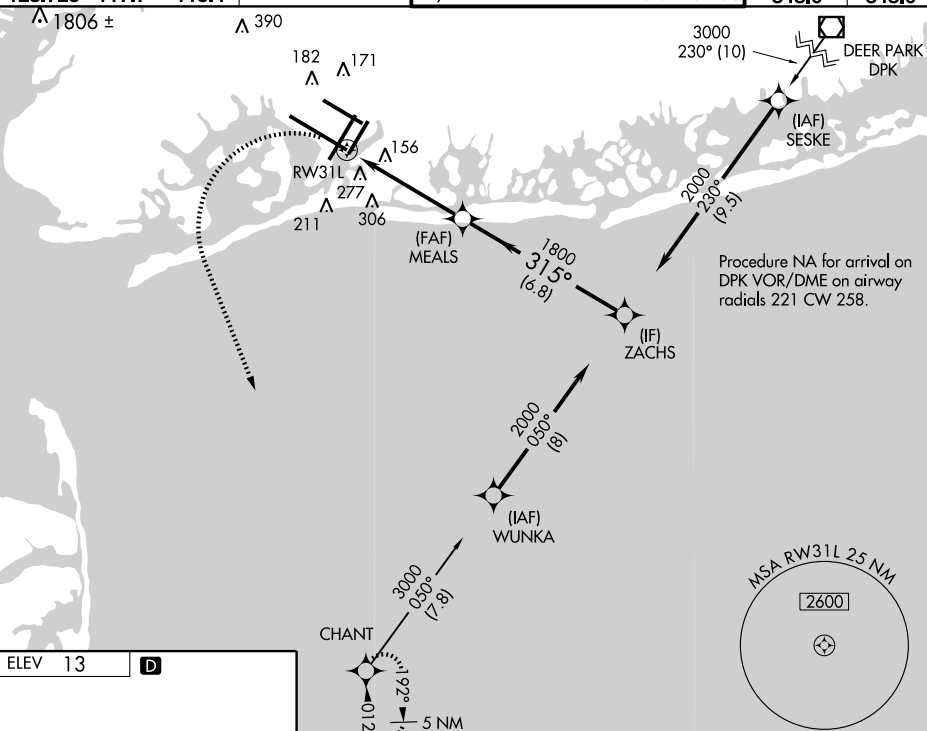 1806 ±
390
182
171
3000
230° (10)
DEER PARK
DPK
(IAF)
SESKE
156
RW31L
277
211
306
2000
230°
(9.5)
(FAF)
MEALS
1800
315°
(6.8)
Procedure NA for arrival on
DPK VOR/DME on airway
radials 221 CW 258.
(IF)
ZACHS
2000
050°
(8)
(IAF)
WUNKA
MSA RW31L 25 NM
2600
3000
050°
(7.8)
CHANT
ELEV 13
D
192°
012
5 NM